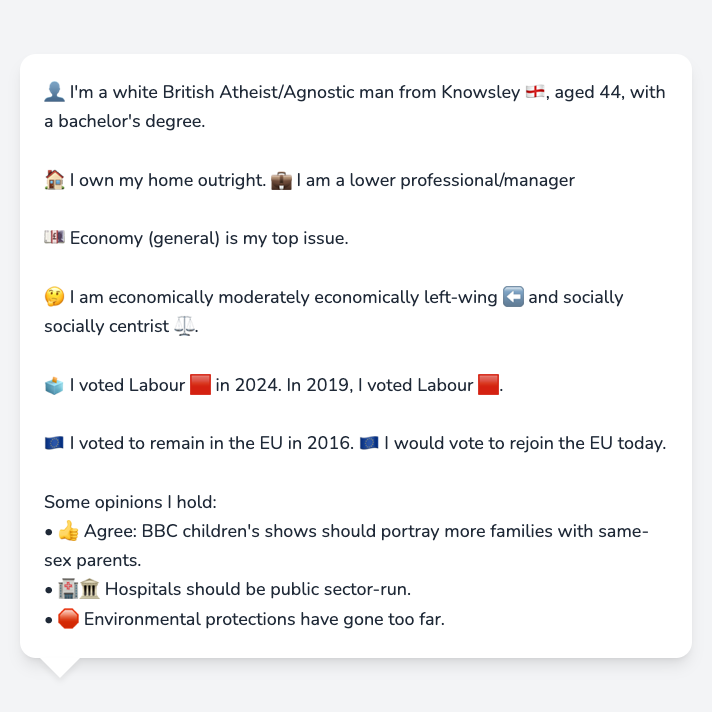 👤 I'm a white British Atheist/Agnostic man from Knowsley 🏴󠁧󠁢󠁥󠁮󠁧󠁿, aged 44, with
a bachelor's degree.
🏠 I own my home outright. 💼 I am a lower professional/manager
💷 Economy (general) is my top issue.
🤔 I am economically moderately economically left-wing ⬅️ and socially
socially centrist ⚖️.
🗳️ I voted Labour 🟥 in 2024. In 2019, I voted Labour 🟥.
🇪🇺 I voted to remain in the EU in 2016. 🇪🇺 I would vote to rejoin the EU today.
Some opinions I hold:
• 👍 Agree: BBC children's shows should portray more families with same-
sex parents.
• 🏥🏛️ Hospitals should be public sector-run.
• 🛑 Environmental protections have gone too far.